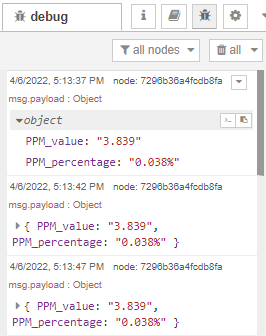 debug
all nodes
all
4/6/2022, 5:13:37 PM node: 7296b36a4fcdb8fa
msg.payload : Object
object
PPM_value: "3.839"
PPM_percentage: "0.038%"
4/6/2022, 5:13:42 PM node: 7296b36a4fcdb8fa
msg.payload : Object
{ PPM_value: "3.839",
PPM_percentage: "0.038%" }
4/6/2022, 5:13:47 PM node: 7296b36a4fcdb8fa
msg.payload : Object
{ PPM_value: "3.839",
PPM_percentage: "0.038%" }